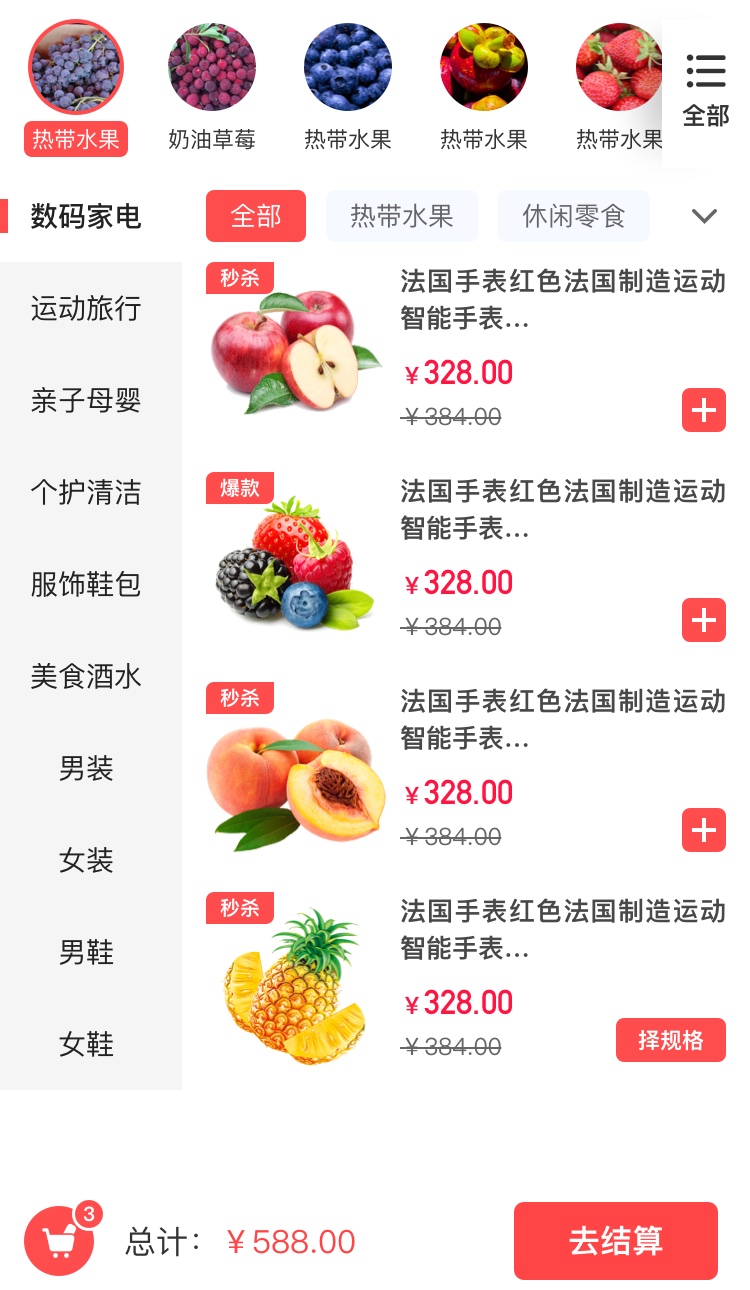 热带水果
奶油草莓
热带水果
热带水果
热带水果
全部
数码家电
全部
热带水果
休闲零食
运动旅行
亲子母婴
个护清洁
服饰鞋包
美食酒水
男装
女装
男鞋
女鞋
秒杀
法国手表红色法国制造运动
智能手表...
¥328.00
¥384.00
爆款
法国手表红色法国制造运动
智能手表...
¥328.00
¥384.00
秒杀
法国手表红色法国制造运动
智能手表...
¥328.00
¥384.00
秒杀
法国手表红色法国制造运动
智能手表...
¥328.00
¥384.00
择规格
3
总计： ¥588.00
去结算